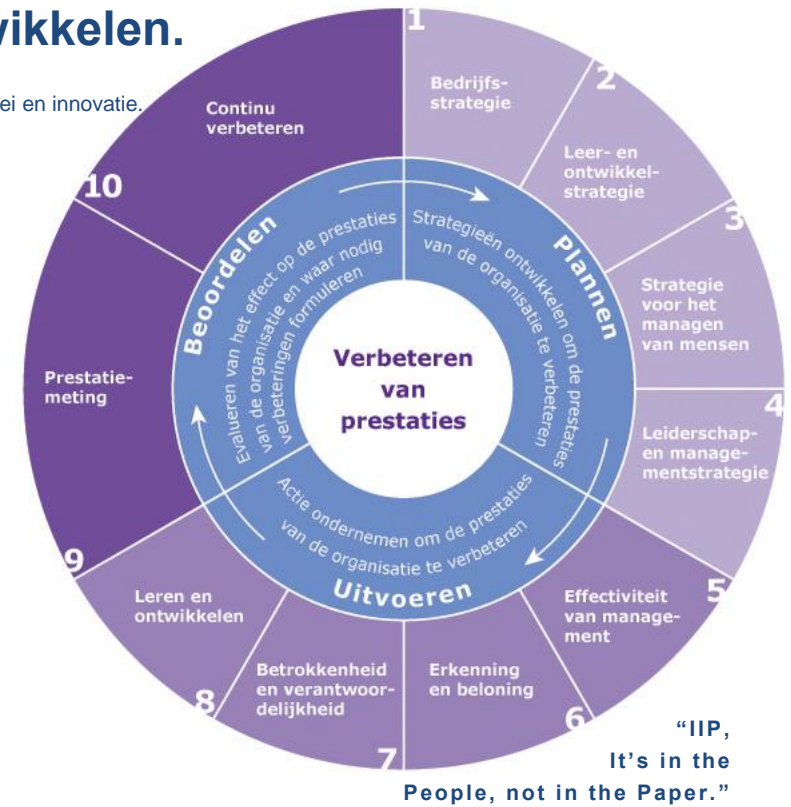 vikkelen.
ei en innovatie.
1
Bedrijfs-
strategie
2
Leer- en
ontwikkel-
strategie
3
Strategie
voor het
managen
van mensen
4
Leiderschap-
en manage-
mentstrategie
5
Effectiviteit
van manage-
ment
6
Erkenning
en beloning
7
Betrokkenheid
en verantwoor-
delijkheid
8
Leren en
ontwikkelen
9
Prestatie-
meting
10
Continu
verbeteren
Plannen
Strategieën ontwikkelen om de prestaties
van de organisatie te verbeteren
Uitvoeren
Actie ondernemen om de prestaties
van de organisatie te verbeteren
Beoordelen
Evalueren van het effect op de prestaties
van de organisatie en waar nodig
verbeteringen formuleren
Verbeteren
van
prestaties
“IIP,
It’s in the
People, not in the Paper.”